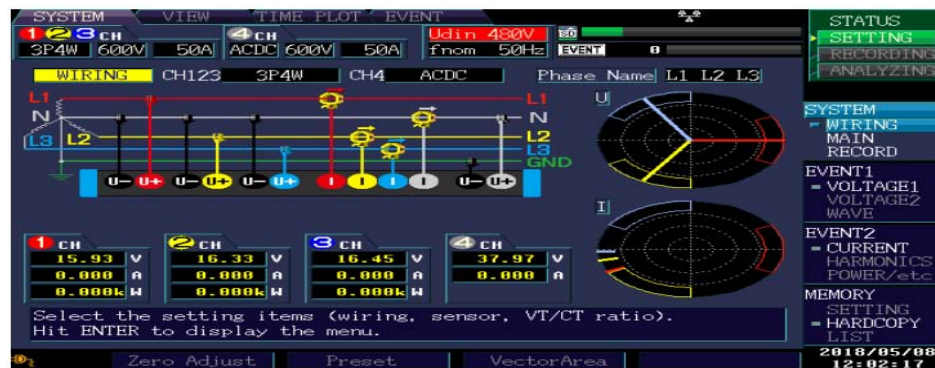 SYSTEM VIEW TIME PLOT EVENT
1 2 3 CH 4 CH Udin 480V SD
3P4W 600V 50A ACDC 600V 50A fnom 50Hz EVENT 0
WIRING CH123 3P4W CH4 ACDC Phase Name L1 L2 L3
L1 L1 U
N N
L3 L2 L2
L3
GND
U- U+ U- U+ U- U+ I I I I U- U+
I
1 CH 2 CH 3 CH 4 CH
15.93 V 16.33 V 16.45 V 37.97 V
0.000 A 0.000 A 0.000 A 0.000 A
0.000k W 0.000k W 0.000k W
Select the setting items (wiring, sensor, VT/CT ratio).
Hit ENTER to display the menu.
Zero Adjust Preset VectorArea
STATUS
SETTING
RECORDING
ANALYZING
SYSTEM
WIRING
MAIN
RECORD
EVENT1
VOLTAGE1
VOLTAGE2
WAVE
EVENT2
CURRENT
HARMONICS
POWER/etc
MEMORY
SETTING
HARDCOPY
LIST
2018/05/08
12:02:17